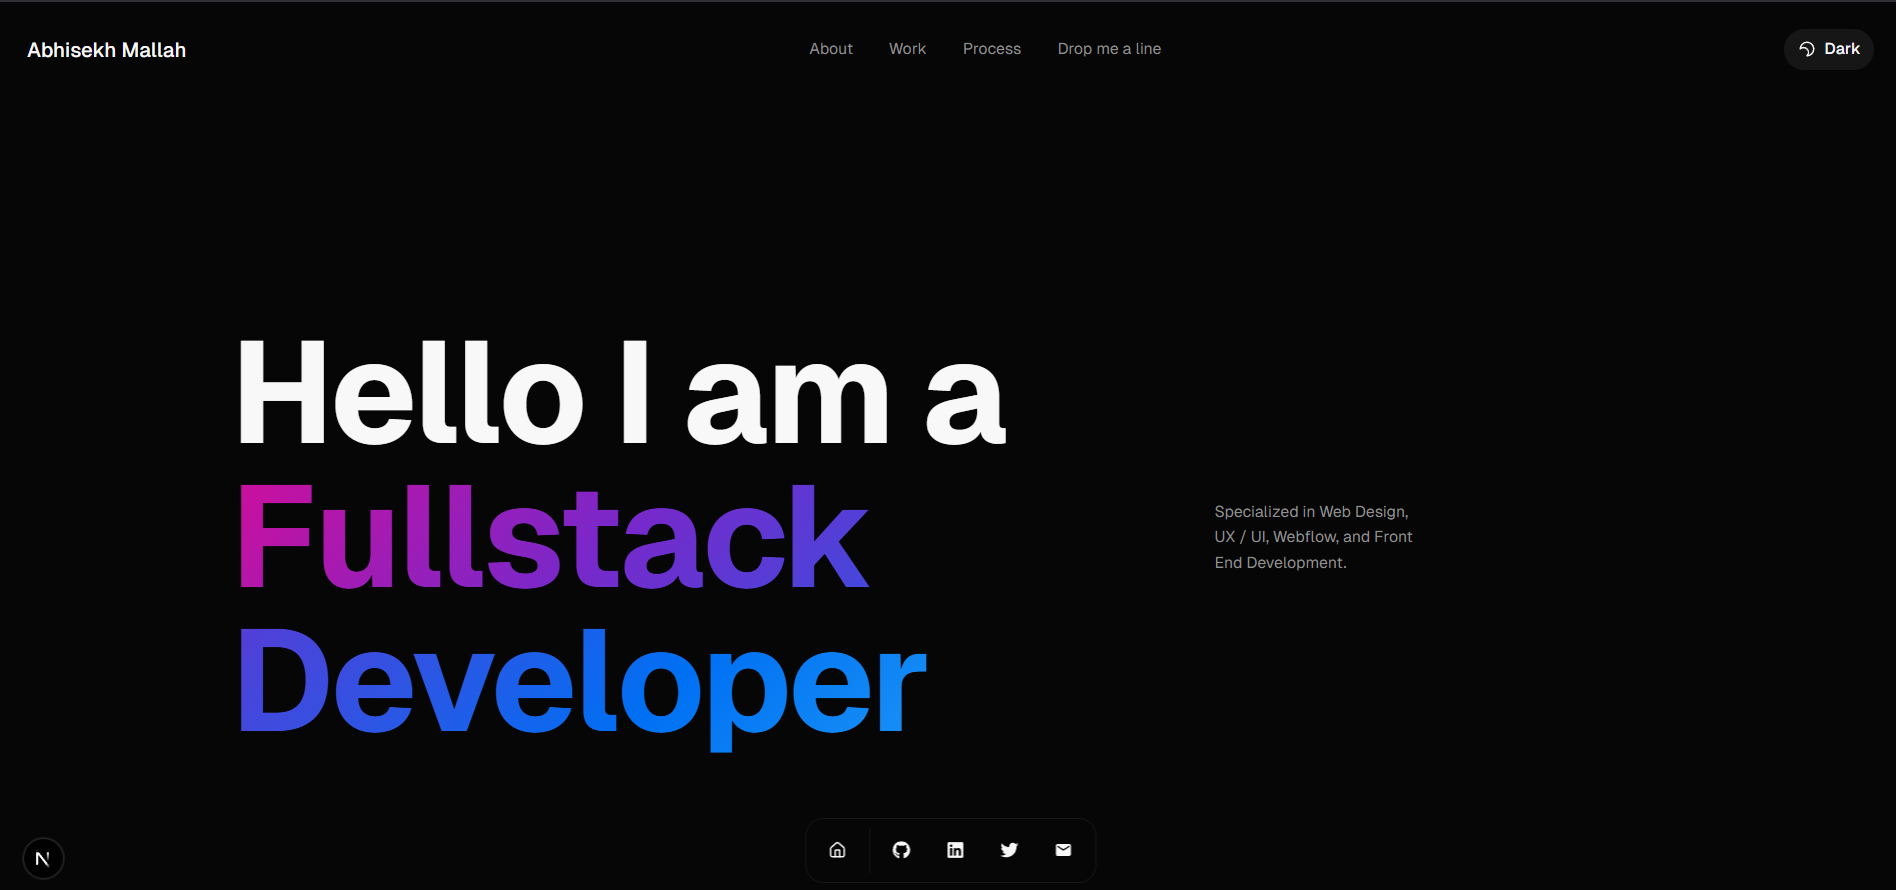 Abhisekh Mallah
About
Work
Process
Drop me a line
Dark
Hello I am a
Fullstack
Developer
Specialized in Web Design,
UX / UI, Webflow, and Front
End Development.
N
in